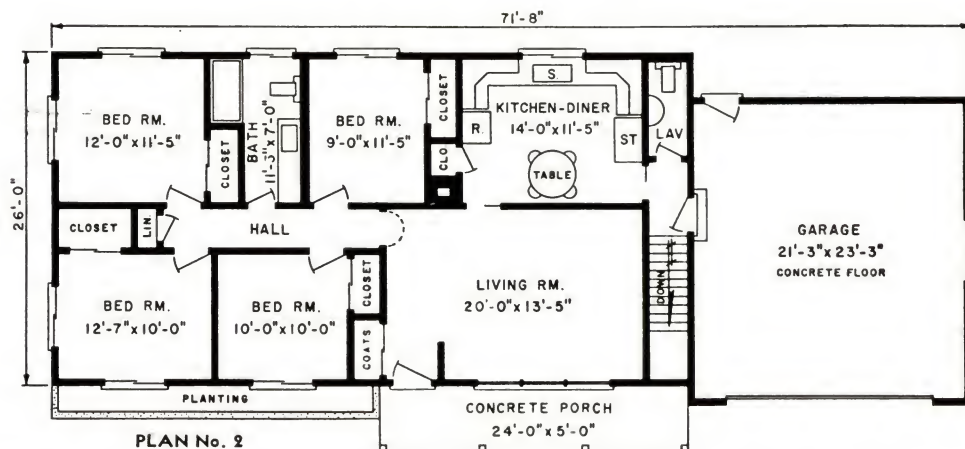 71'-8"
26'-0"
BED RM.
12'-0" x 11'-5"
CLOSET
BATH
11'-3" x 7'-0"
BED RM.
9'-0" x 11'-5"
CLOSET
CLO.
S.
KITCHEN-DINER
14'-0" x 11'-5"
R.
ST
TABLE
LAV
CLOSET
LIN.
HALL
GARAGE
21'-3" x 23'-3"
CONCRETE FLOOR
BED RM.
12'-7" x 10'-0"
BED RM.
10'-0" x 10'-0"
CLOSET
COATS
LIVING RM.
20'-0" x 13'-5"
DOWN
PLANTING
CONCRETE PORCH
24'-0" x 5'-0"
PLAN No. 2